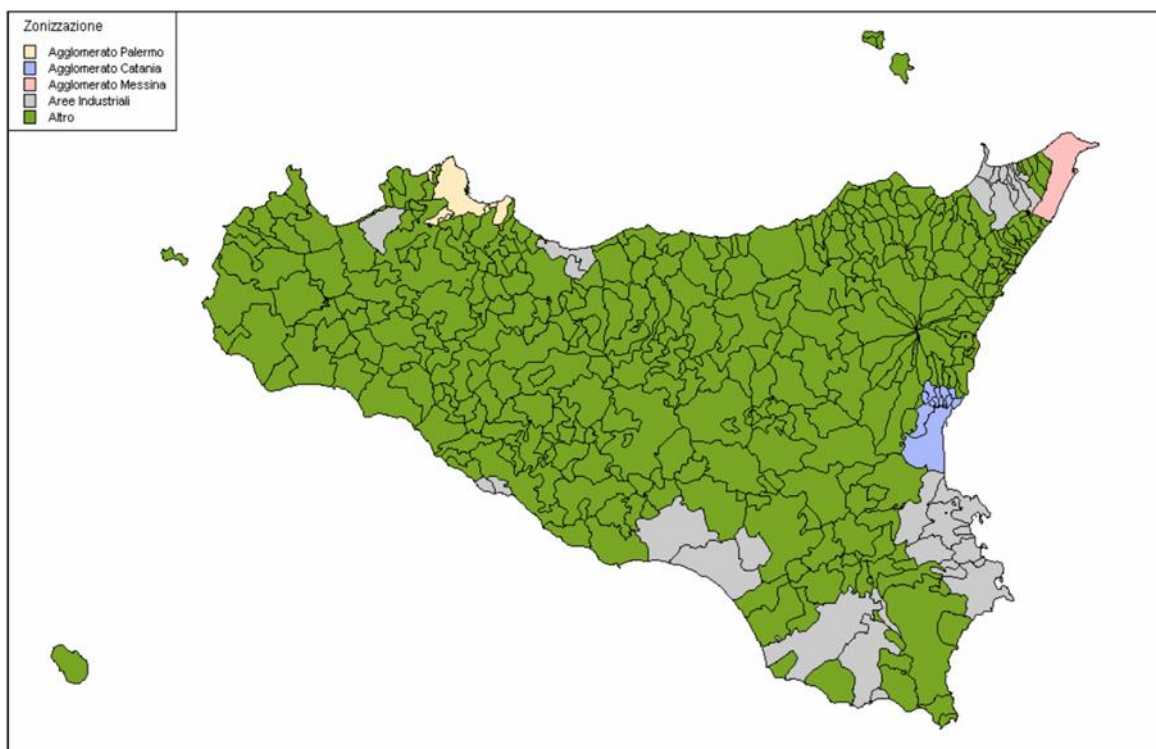 Zonizzazione
Agglomerato Palermo
Agglomerato Catania
Agglomerato Messina
Aree Industriali
Altro